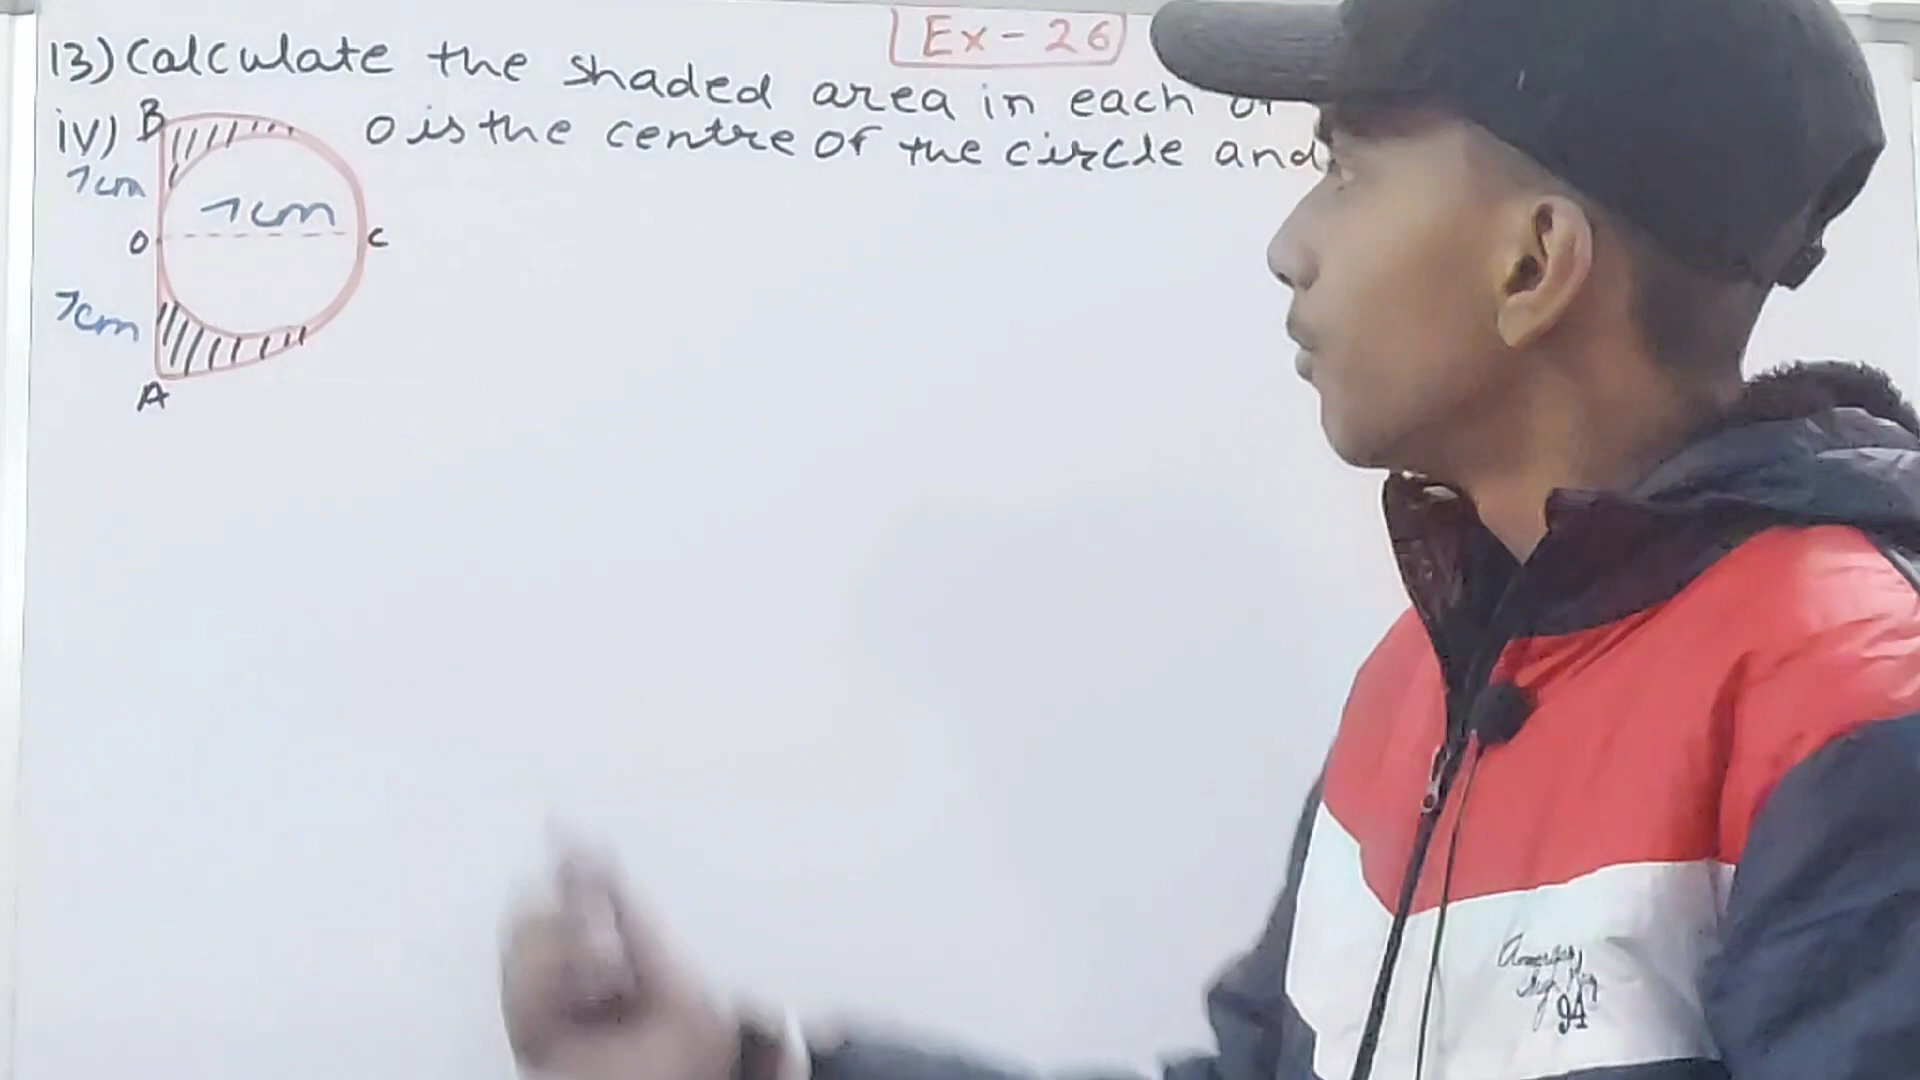 Ex-26
13) Calculate the shaded area in each of
iv) B O is the centre of the circle and
7cm
7cm
O C
7cm
A
94